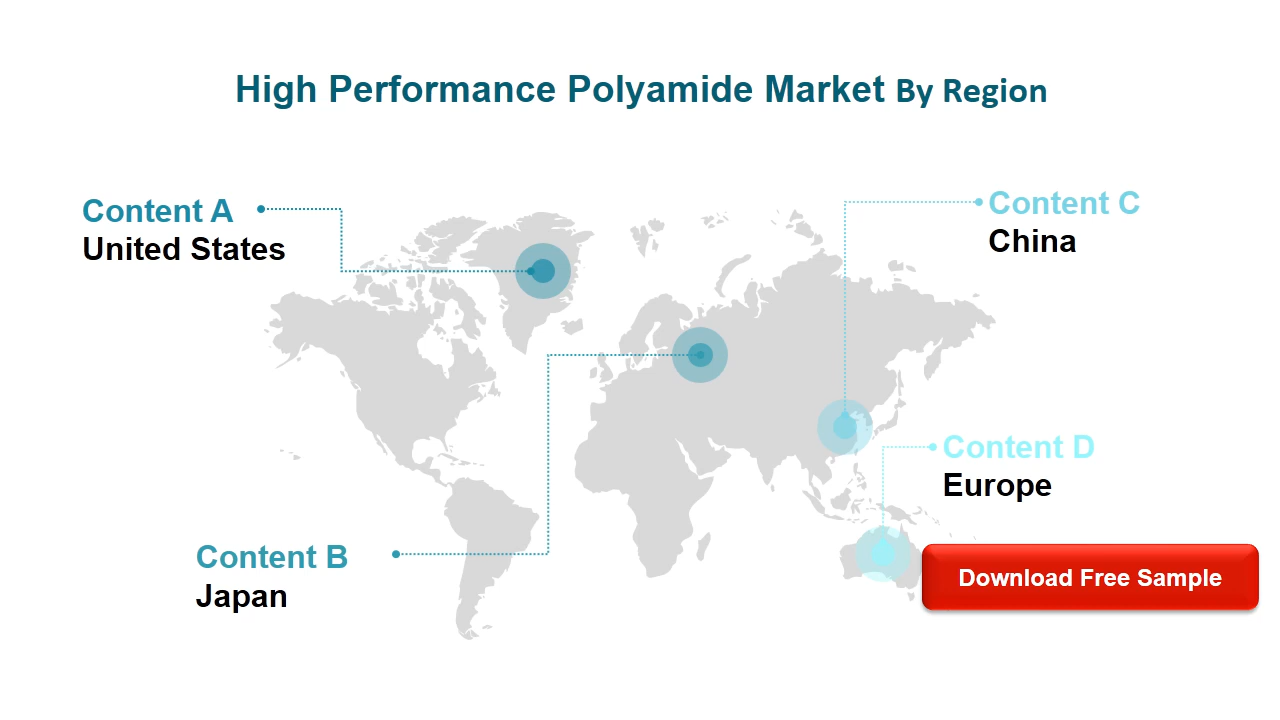 High Performance Polyamide Market By Region
Content A
United States
Content C
China
Content D
Europe
Content B
Japan
Download Free Sample